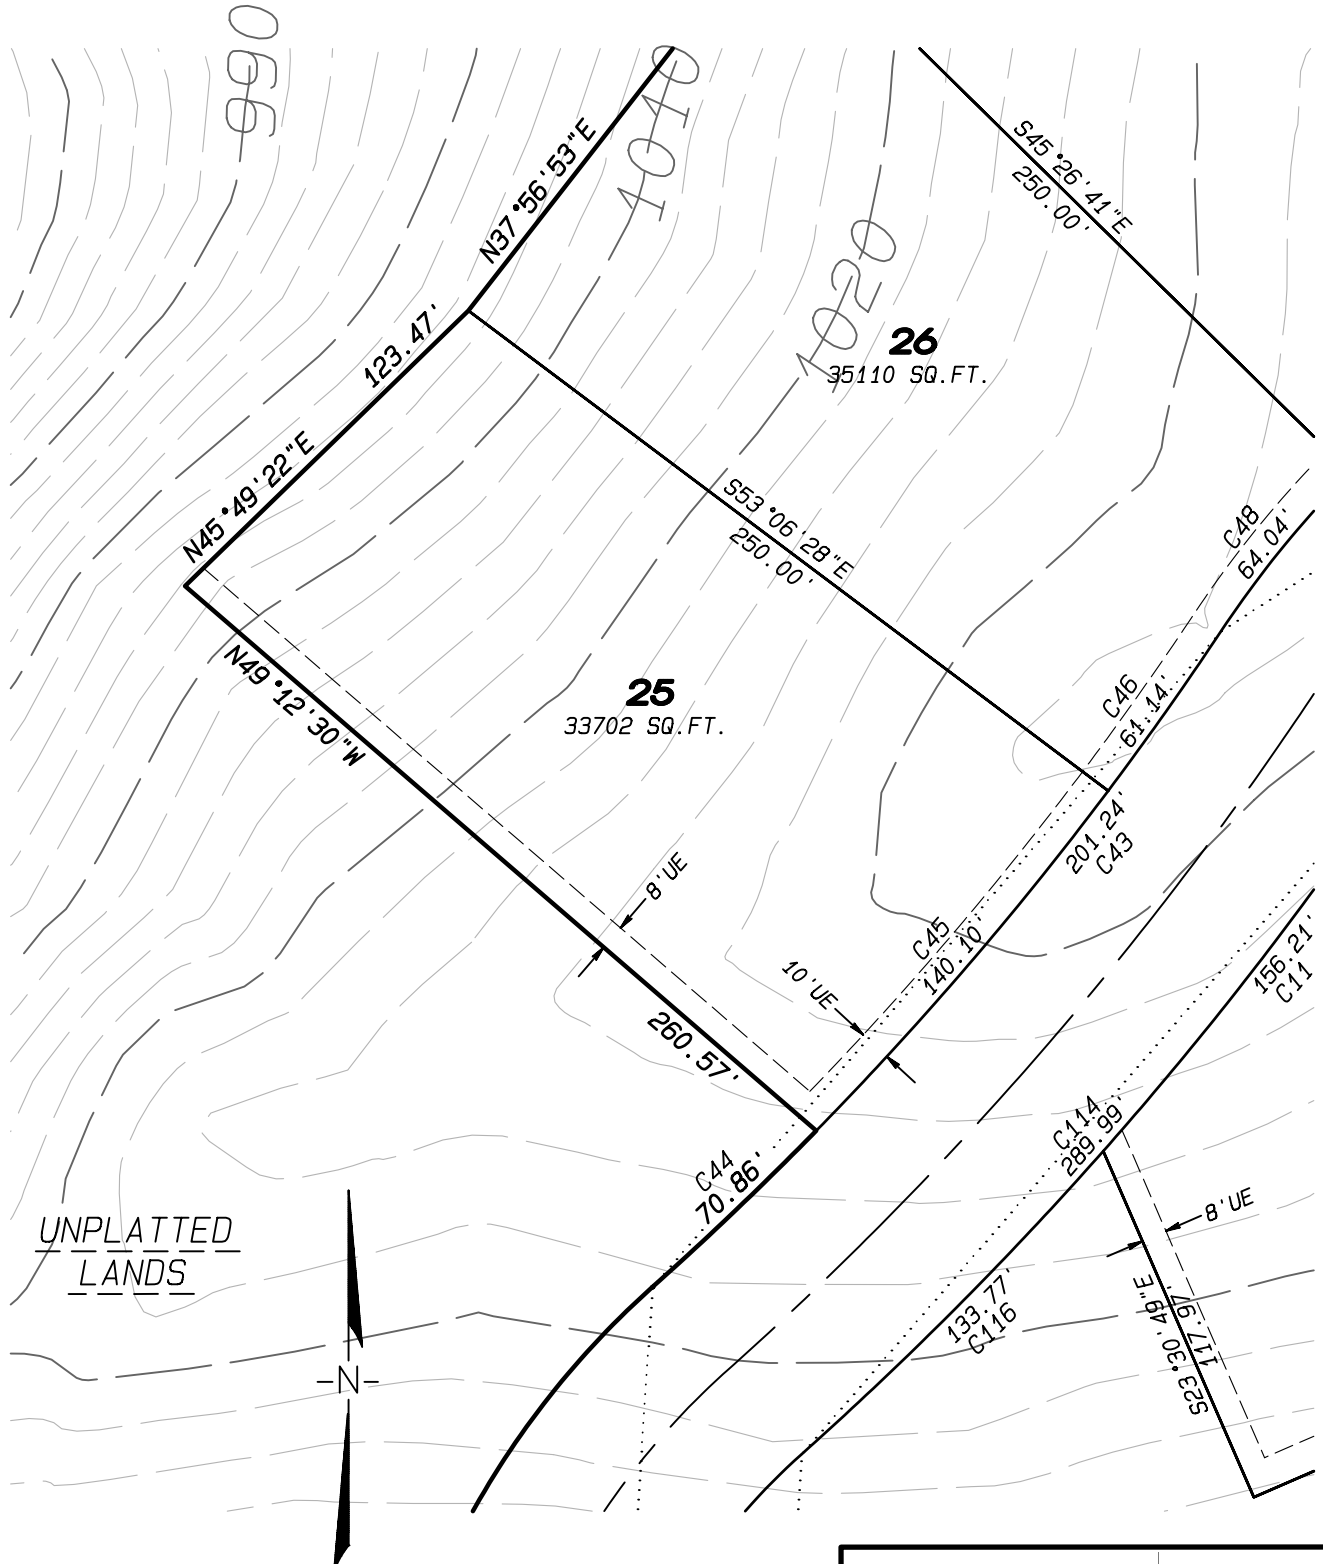 990
1040
N37°56'53"E
S45°26'41"E
250.00'
1020
123.47'
26
35110 SQ.FT.
N45°49'22"E
S53°06'28"E
250.00'
C48
64.04'
N49°12'30"W
25
33702 SQ.FT.
C46
61.14'
201.24'
C43
8'UE
C45
140.10'
10'UE
156.21'
C11
260.57'
C114
289.99'
C44
70.86'
8'UE
UNPLATTED
LANDS
133.77'
C116
S23°30'49"E
117.97'
-N-